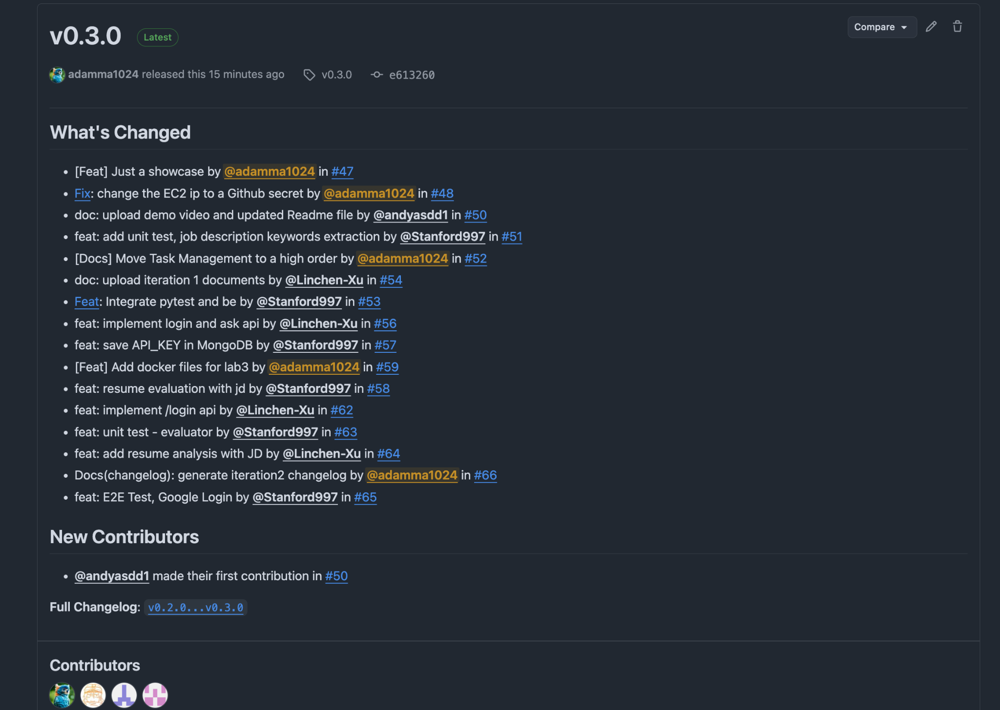 v0.3.0 Latest Compare
adamma1024 released this 15 minutes ago v0.3.0 e613260
What's Changed
[Feat] Just a showcase by @adamma1024 in #47
Fix: change the EC2 ip to a Github secret by @adamma1024 in #48
doc: upload demo video and updated Readme file by @andyasdd1 in #50
feat: add unit test, job description keywords extraction by @Stanford997 in #51
[Docs] Move Task Management to a high order by @adamma1024 in #52
doc: upload iteration 1 documents by @Linchen-Xu in #54
Feat: Integrate pytest and be by @Stanford997 in #53
feat: implement login and ask api by @Linchen-Xu in #56
feat: save API_KEY in MongoDB by @Stanford997 in #57
[Feat] Add docker files for lab3 by @adamma1024 in #59
feat: resume evaluation with jd by @Stanford997 in #58
feat: implement /login api by @Linchen-Xu in #62
feat: unit test - evaluator by @Stanford997 in #63
feat: add resume analysis with JD by @Linchen-Xu in #64
Docs(changelog): generate iteration2 changelog by @adamma1024 in #66
feat: E2E Test, Google Login by @Stanford997 in #65
New Contributors
@andyasdd1 made their first contribution in #50
Full Changelog: v0.2.0...v0.3.0
Contributors